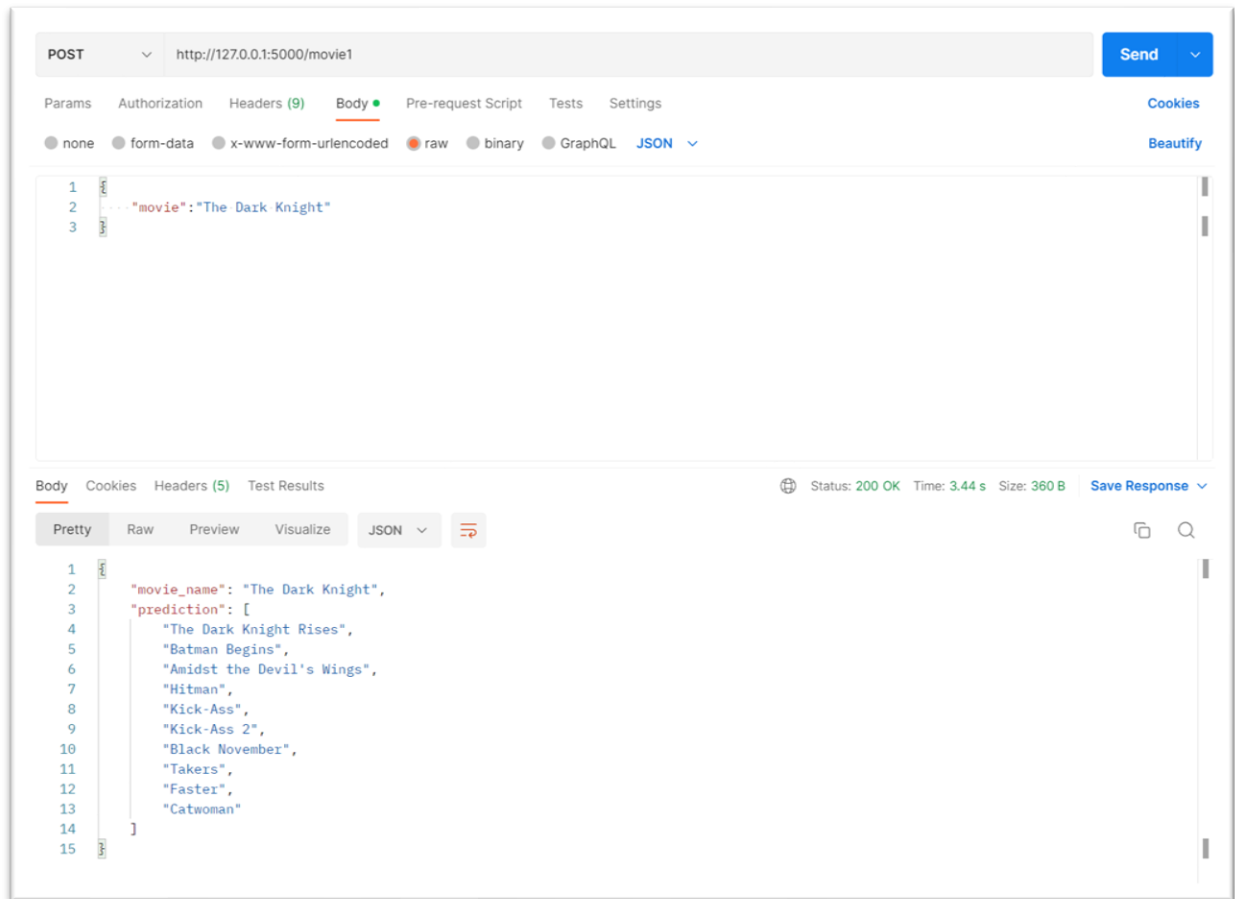 POST http://127.0.0.1:5000/movie1 Send
Params Authorization Headers (9) Body Pre-request Script Tests Settings Cookies
none form-data x-www-form-urlencoded raw binary GraphQL JSON Beautify
1 {
2 "movie":"The Dark Knight"
3 }
Body Cookies Headers (5) Test Results Status: 200 OK Time: 3.44 s Size: 360 B Save Response
Pretty Raw Preview Visualize JSON
1 {
2 "movie_name": "The Dark Knight",
3 "prediction": [
4 "The Dark Knight Rises",
5 "Batman Begins",
6 "Amidst the Devil's Wings",
7 "Hitman",
8 "Kick-Ass",
9 "Kick-Ass 2",
10 "Black November",
11 "Takers",
12 "Faster",
13 "Catwoman"
14 ]
15 }